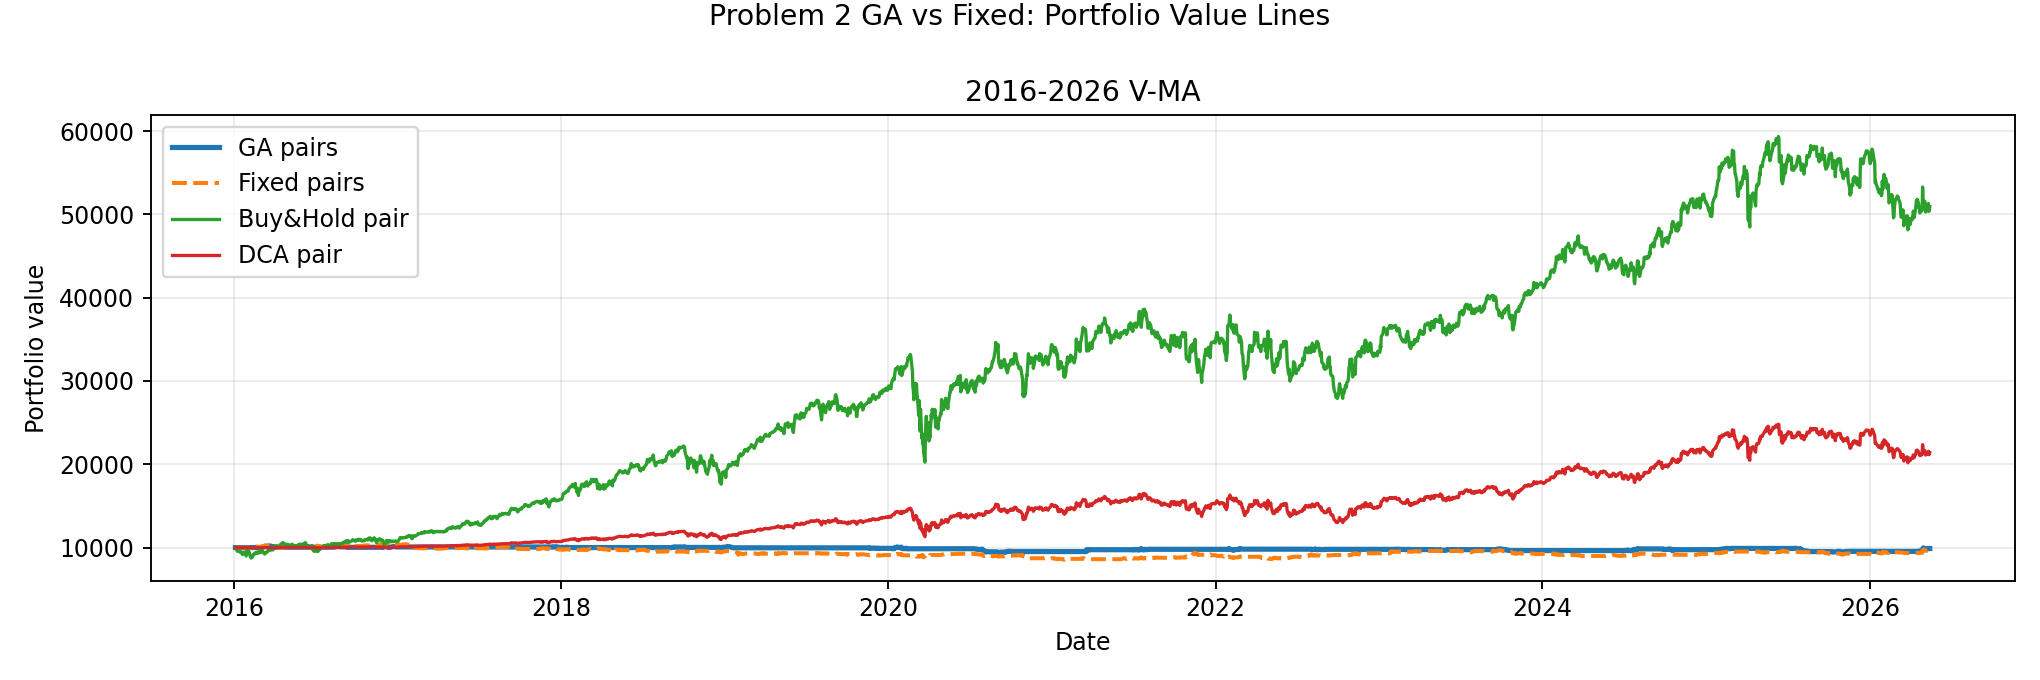 Problem 2 GA vs Fixed: Portfolio Value Lines
2016-2026 V-MA
GA pairs
Fixed pairs
Buy&Hold pair
DCA pair
Portfolio value
60000
50000
40000
30000
20000
10000
2016
2018
2020
2022
2024
2026
Date